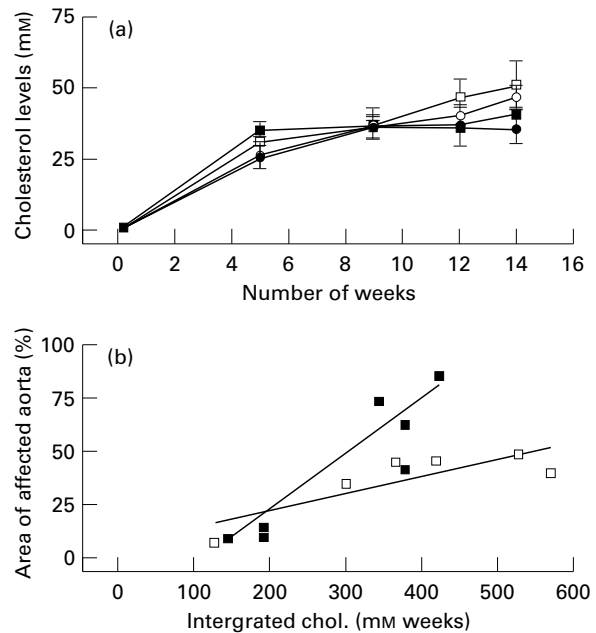 (a)
Cholesterol levels (mM)
75
50
25
0
0 2 4 6 8 10 12 14 16
Number of weeks
(b)
Area of affected aorta (%)
100
75
50
25
0
0 100 200 300 400 500 600
Intergrated chol. (mM weeks)